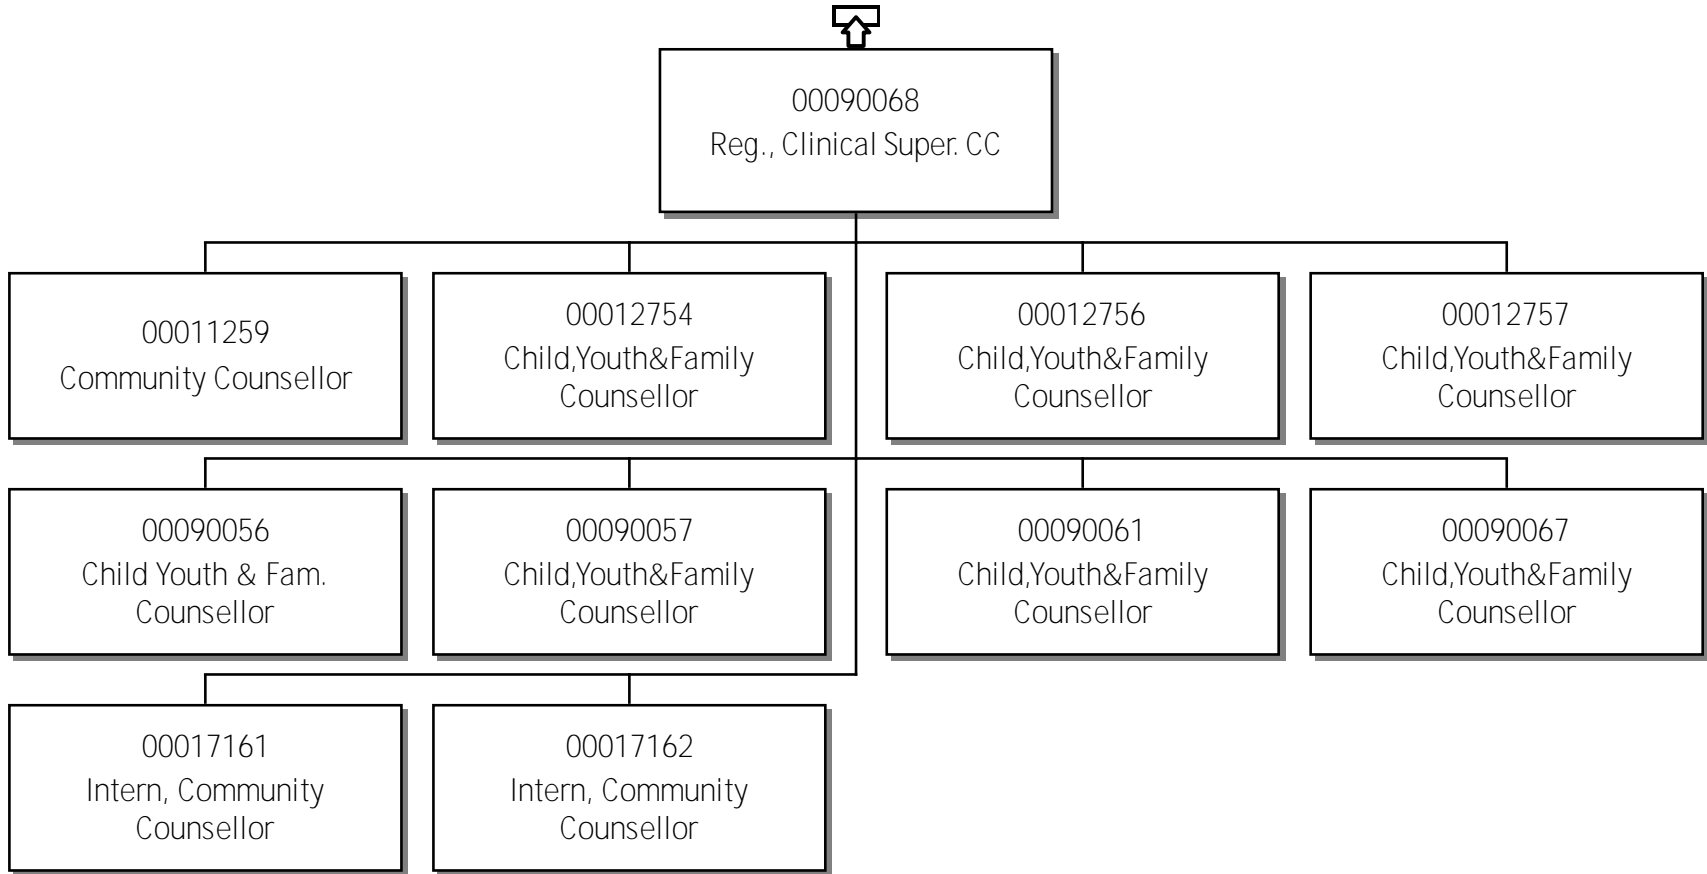 00090068
Reg., Clinical Super. CC
00011259
Community Counsellor
00012754
Child,Youth&Family
Counsellor
00012756
Child,Youth&Family
Counsellor
00012757
Child,Youth&Family
Counsellor
00090056
Child Youth & Fam.
Counsellor
00090057
Child,Youth&Family
Counsellor
00090061
Child,Youth&Family
Counsellor
00090067
Child,Youth&Family
Counsellor
00017161
Intern, Community
Counsellor
00017162
Intern, Community
Counsellor